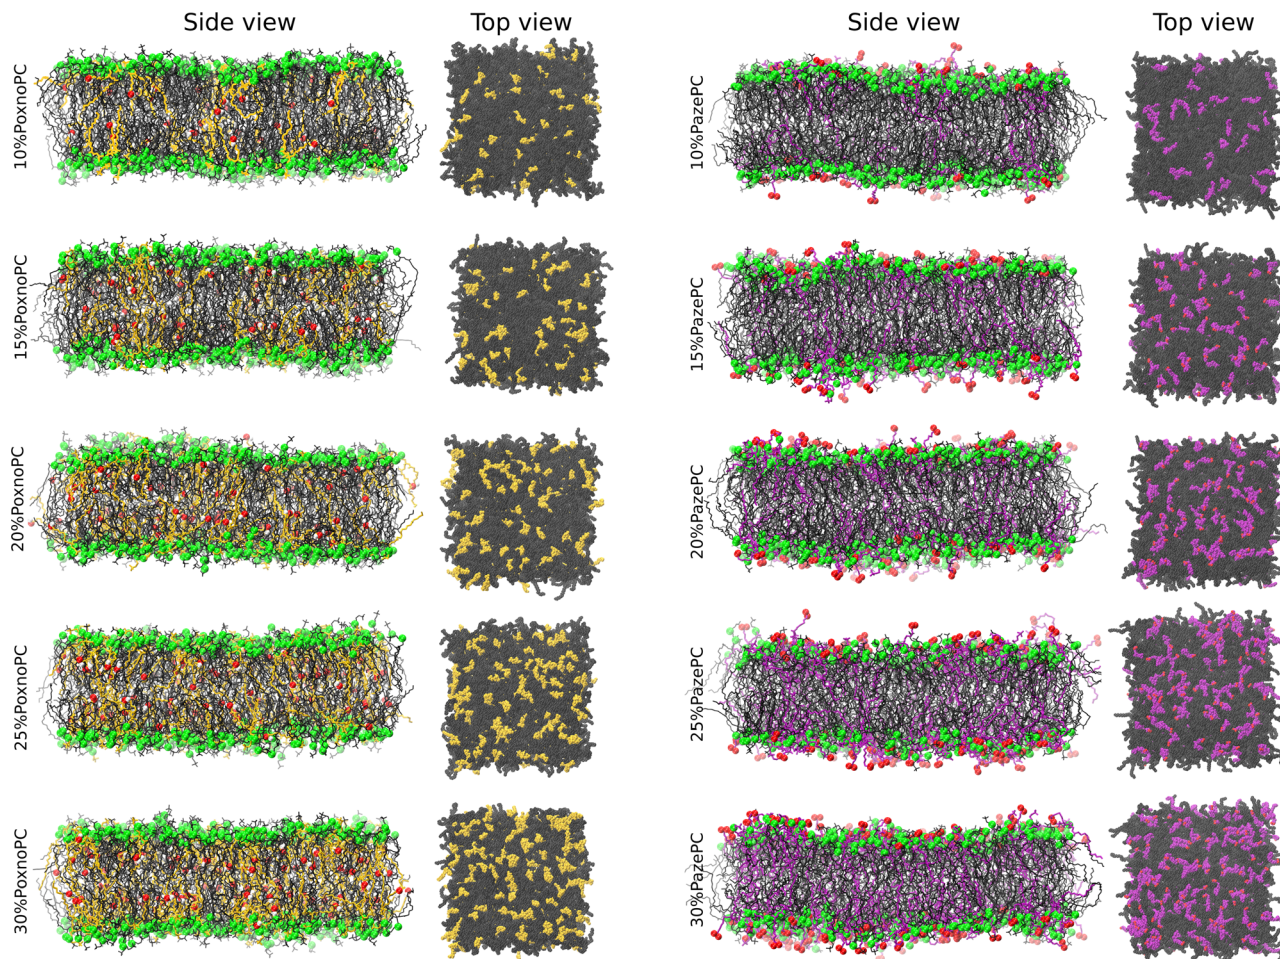 Side view
Top view
Side view
Top view
10%PoxnoPC
10%PazePC
15%PoxnoPC
15%PazePC
20%PoxnoPC
20%PazePC
25%PoxnoPC
25%PazePC
30%PoxnoPC
30%PazePC